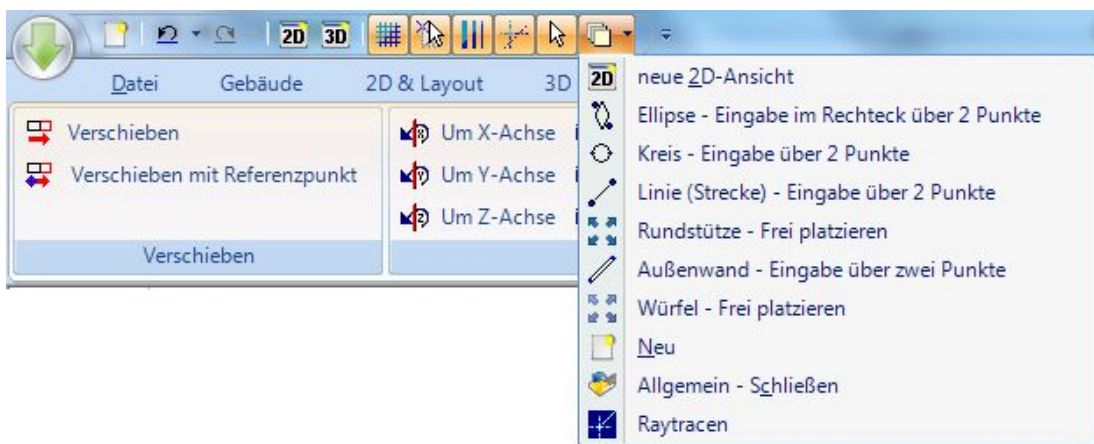 2D 3D
Datei Gebäude 2D & Layout 3D
Verschieben
Verschieben mit Referenzpunkt
Verschieben
X Um X-Achse i
Y Um Y-Achse i
Z Um Z-Achse i
2D neue 2D-Ansicht
Ellipse - Eingabe im Rechteck über 2 Punkte
Kreis - Eingabe über 2 Punkte
Linie (Strecke) - Eingabe über 2 Punkte
Rundstütze - Frei platzieren
Außenwand - Eingabe über zwei Punkte
Würfel - Frei platzieren
Neu
Allgemein - Schließen
Raytracen